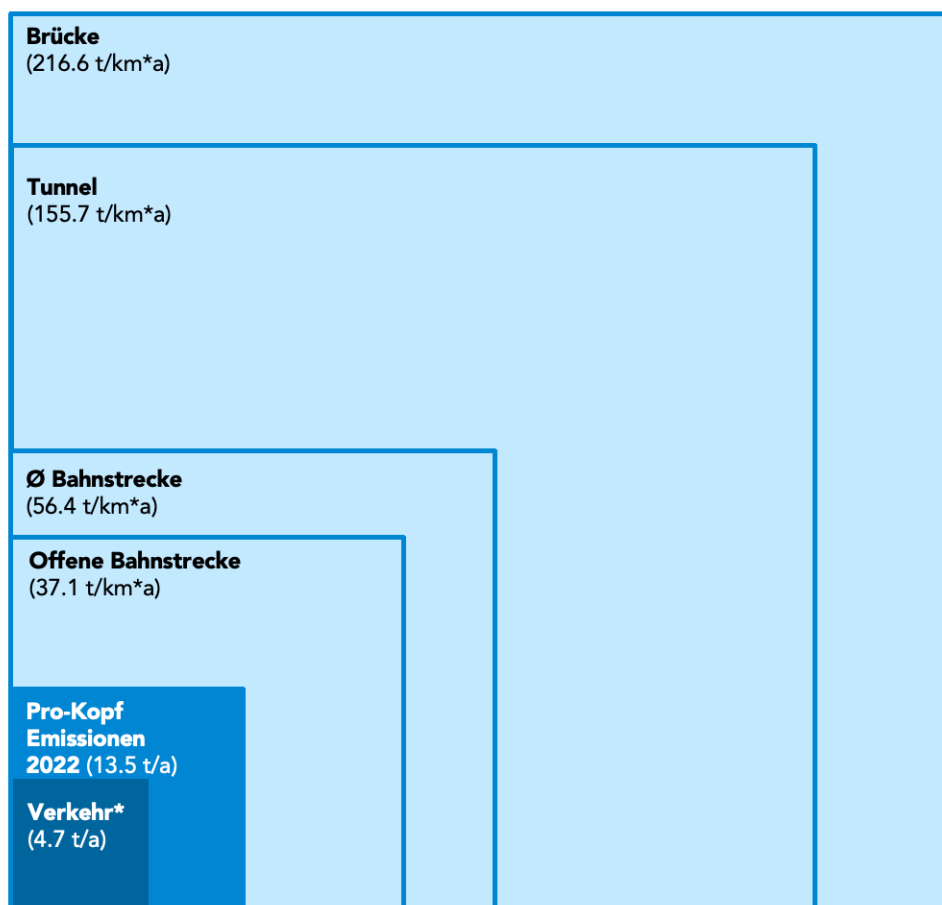 Brücke
(216.6 t/km*a)
Tunnel
(155.7 t/km*a)
Ø Bahnstrecke
(56.4 t/km*a)
Offene Bahnstrecke
(37.1 t/km*a)
Pro-Kopf
Emissionen
2022 (13.5 t/a)
Verkehr*
(4.7 t/a)